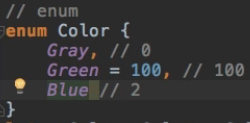 // enum
enum Color {
Gray, // 0
Green = 100, // 100
Blue // 2
}